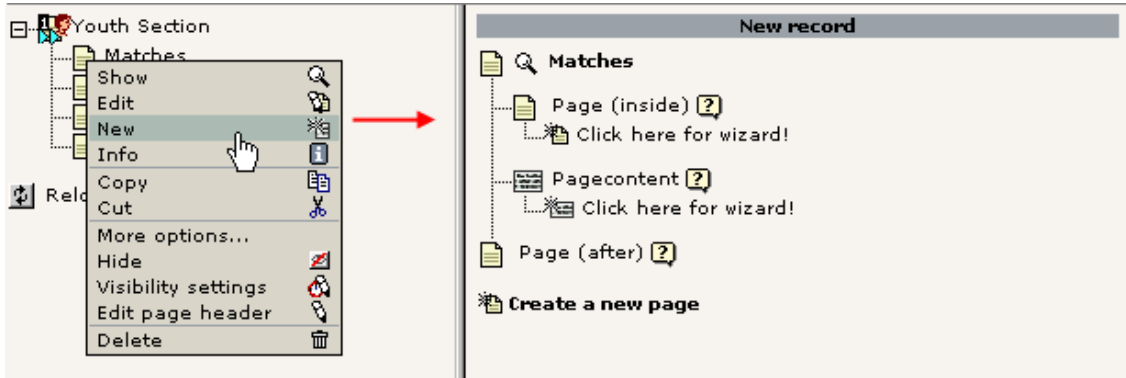 Youth Section
Matches
Show
Edit
New
Info
Copy
Cut
More options...
Hide
Visibility settings
Edit page header
Delete
New record
Matches
Page (inside) ?
Click here for wizard!
Pagecontent ?
Click here for wizard!
Page (after) ?
Create a new page